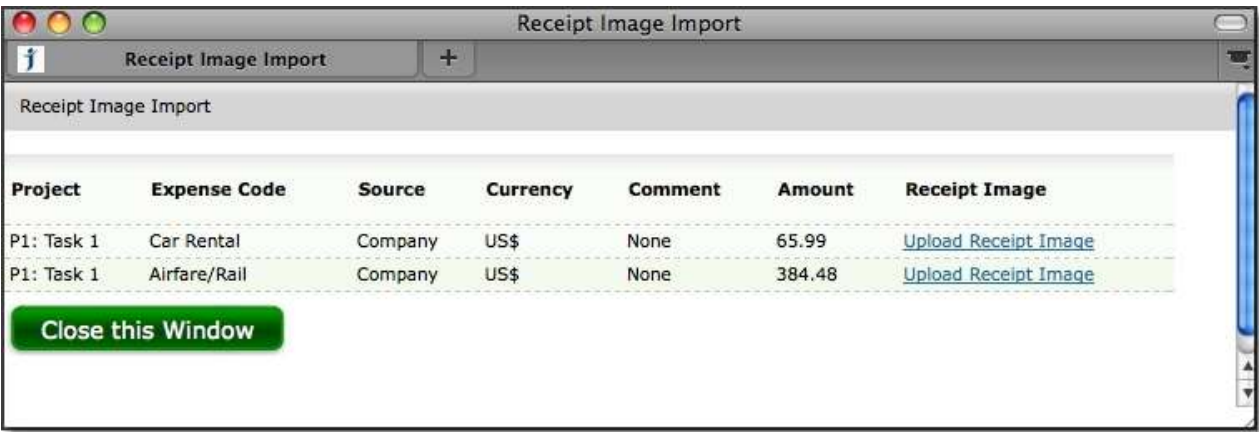 Receipt Image Import
Receipt Image Import +
Receipt Image Import
Project Expense Code Source Currency Comment Amount Receipt Image
P1: Task 1 Car Rental Company US$ None 65.99 Upload Receipt Image
P1: Task 1 Airfare/Rail Company US$ None 384.48 Upload Receipt Image
Close this Window